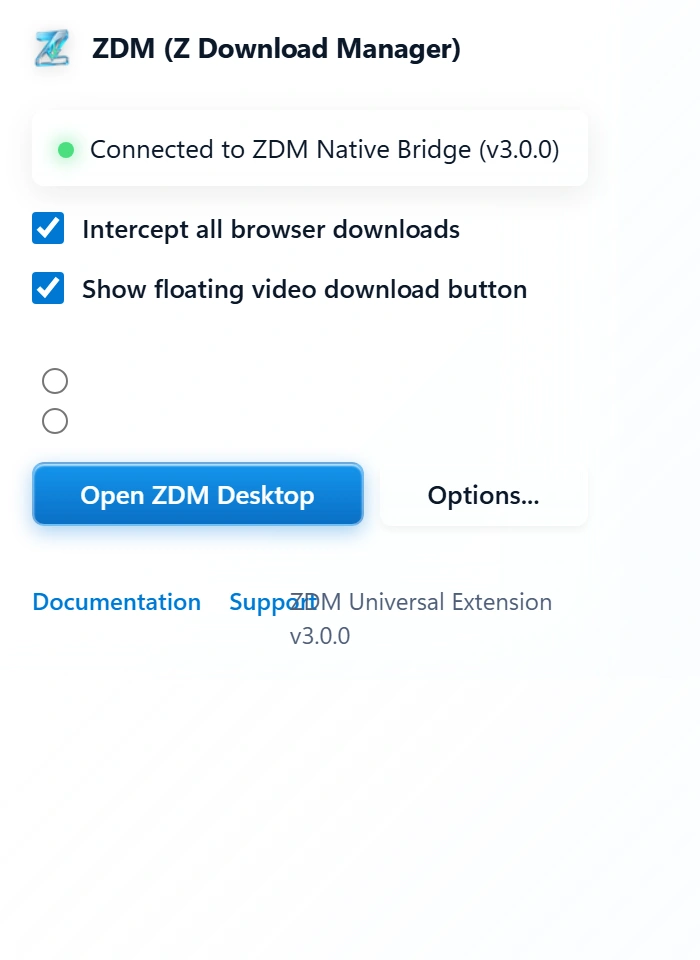 ZDM (Z Download Manager)
Connected to ZDM Native Bridge (v3.0.0)
Intercept all browser downloads
Show floating video download button
Open ZDM Desktop
Options...
Documentation Support ZDM Universal Extension
v3.0.0